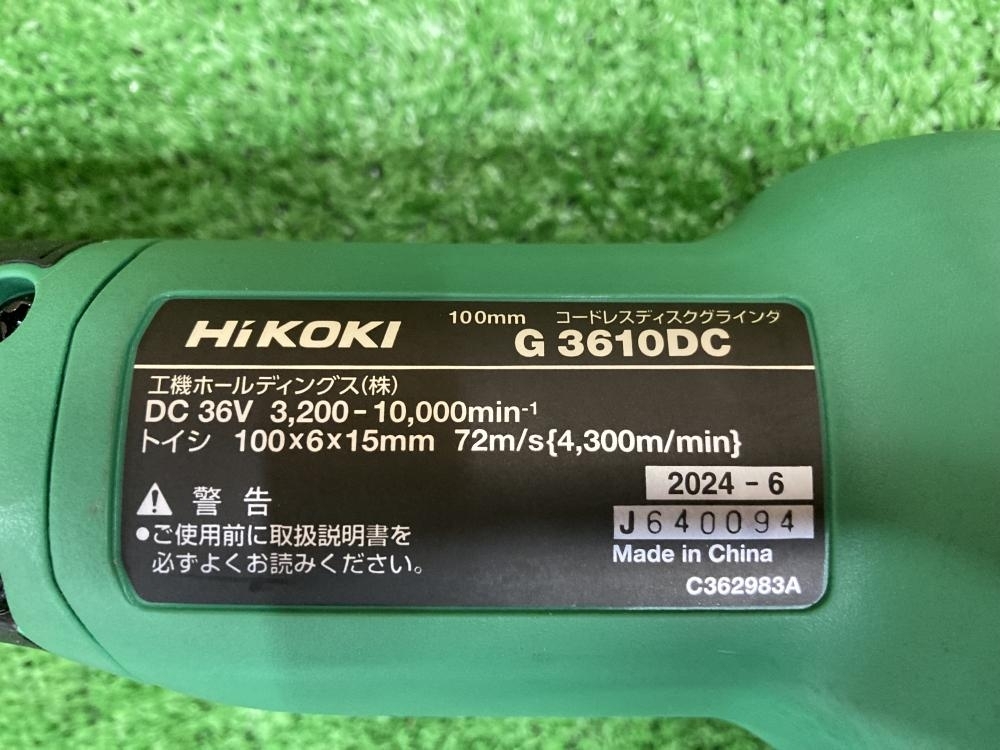 HiKOKI 100mm コードレスディスクグラインダ
G 3610DC
工機ホールディングス(株)
DC 36V 3,200-10,000min-1
トイシ 100x6x15mm 72m/s{4,300m/min}
警告
●ご使用前に取扱説明書を
必ずよくお読みください。
2024-6
J640094
Made in China
C362983A